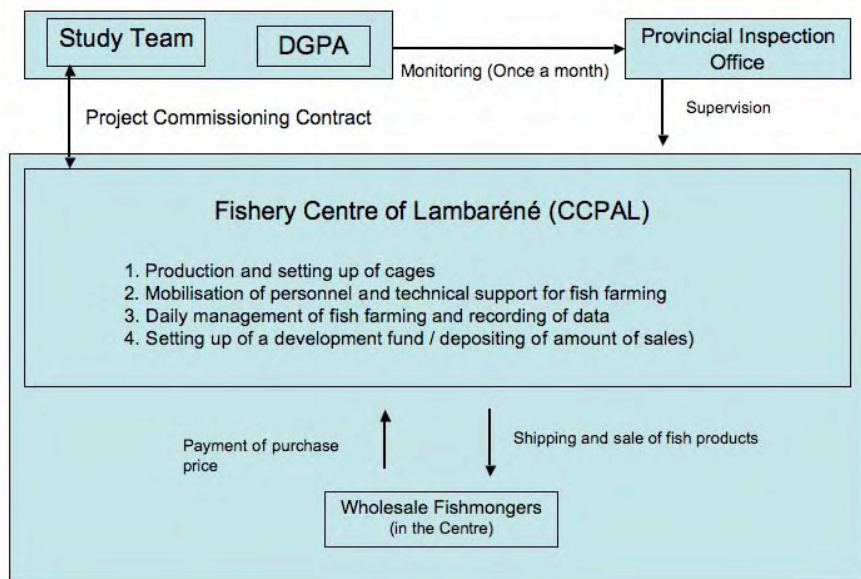 Study Team
DGPA
Monitoring (Once a month)
Provincial Inspection
Office
Project Commissioning Contract
Supervision
Fishery Centre of Lambaréné (CCPAL)
1. Production and setting up of cages
2. Mobilisation of personnel and technical support for fish farming
3. Daily management of fish farming and recording of data
4. Setting up of a development fund / depositing of amount of sales)
Payment of purchase
price
Shipping and sale of fish products
Wholesale Fishmongers
(in the Centre)